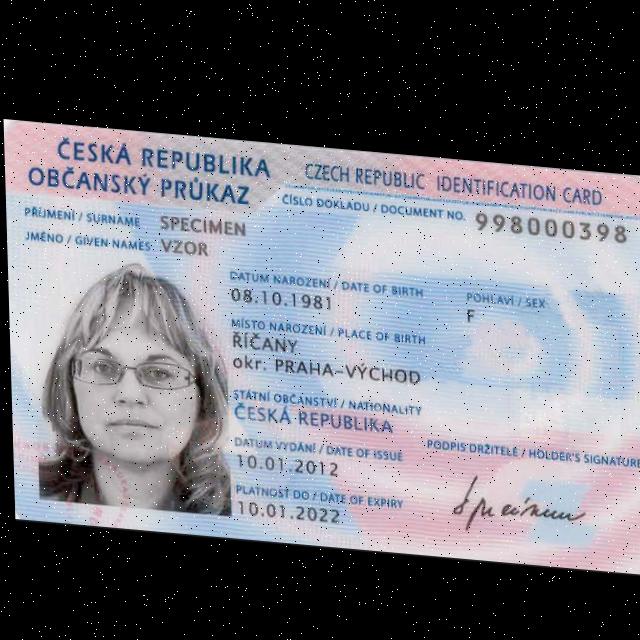 ČESKÁ REPUBLIKA
OBČANSKÝ PRŮKAZ
CZECH REPUBLIC IDENTIFICATION CARD
ČÍSLO DOKLADU / DOCUMENT NO. 998000398
PŘÍJMENÍ / SURNAME SPECIMEN
JMÉNO / GIVEN NAMES VZOR
DATUM NAROZENÍ / DATE OF BIRTH
08.10.1981
POHLAVÍ / SEX
F
MÍSTO NAROZENÍ / PLACE OF BIRTH
ŘÍČANY
okr: PRAHA-VÝCHOD
STÁTNÍ OBČANSTVÍ / NATIONALITY
ČESKÁ REPUBLIKA
DATUM VYDÁNÍ / DATE OF ISSUE
10.01.2012
PODPIS DRŽITELE / HOLDER'S SIGNATURE
PLATNOST DO / DATE OF EXPIRY
10.01.2022
Specimen